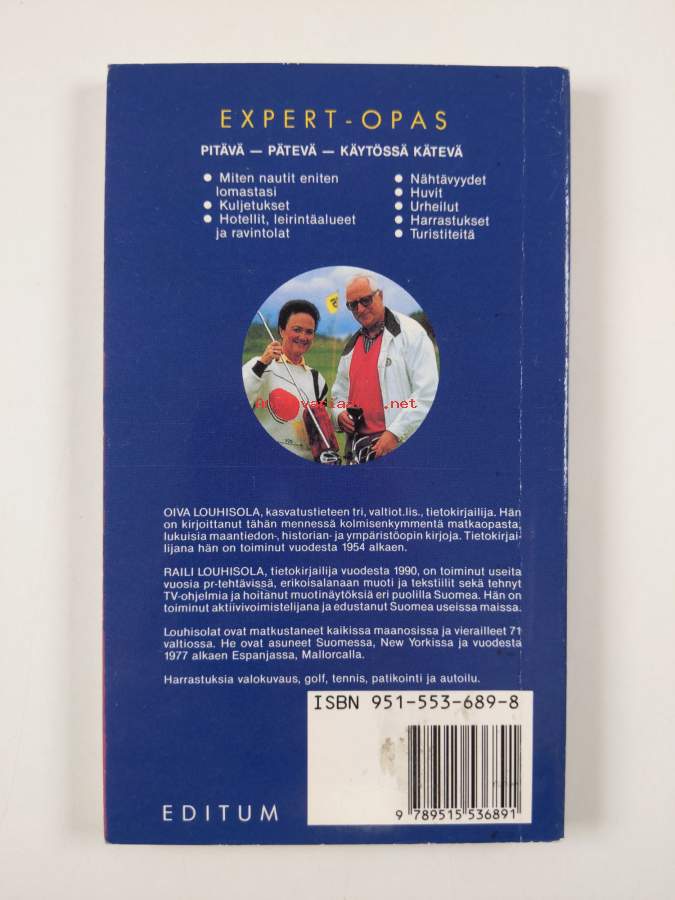 EXPERT-OPAS
PITÄVÄ — PÄTEVÄ — KÄYTÖSSÄ KÄTEVÄ
● Miten nautit eniten
lomastasi
● Kuljetukset
● Hotellit, leirintäalueet
ja ravintolat
● Nähtävyydet
● Huvit
● Urheilut
● Harrastukset
● Turistiteitä
OIVA LOUHISOLA, kasvatustieteen tri, valtiot.lis., tietokirjailija. Hän
on kirjoittanut tähän mennessä kolmisenkymmentä matkaopasta,
lukuisia maantiedon-, historian- ja ympäristöopin kirjoja. Tietokirjai-
lijana hän on toiminut vuodesta 1954 alkaen.
RAILI LOUHISOLA, tietokirjailija vuodesta 1990, on toiminut useita
vuosia pr-tehtävissä, erikoisalanaan muoti ja tekstiilit sekä tehnyt
TV-ohjelmia ja hoitanut muotinäytöksiä eri puolilla Suomea. Hän on
toiminut aktiivivoimistelijana ja edustanut Suomea useissa maissa.
Louhisolat ovat matkustaneet kaikissa maanosissa ja vierailleet 71
valtiossa. He ovat asuneet Suomessa, New Yorkissa ja vuodesta
1977 alkaen Espanjassa, Mallorcalla.
Harrastuksia valokuvaus, golf, tennis, patikointi ja autoilu.
ISBN 951-553-689-8
9 789515 536891
EDITUM